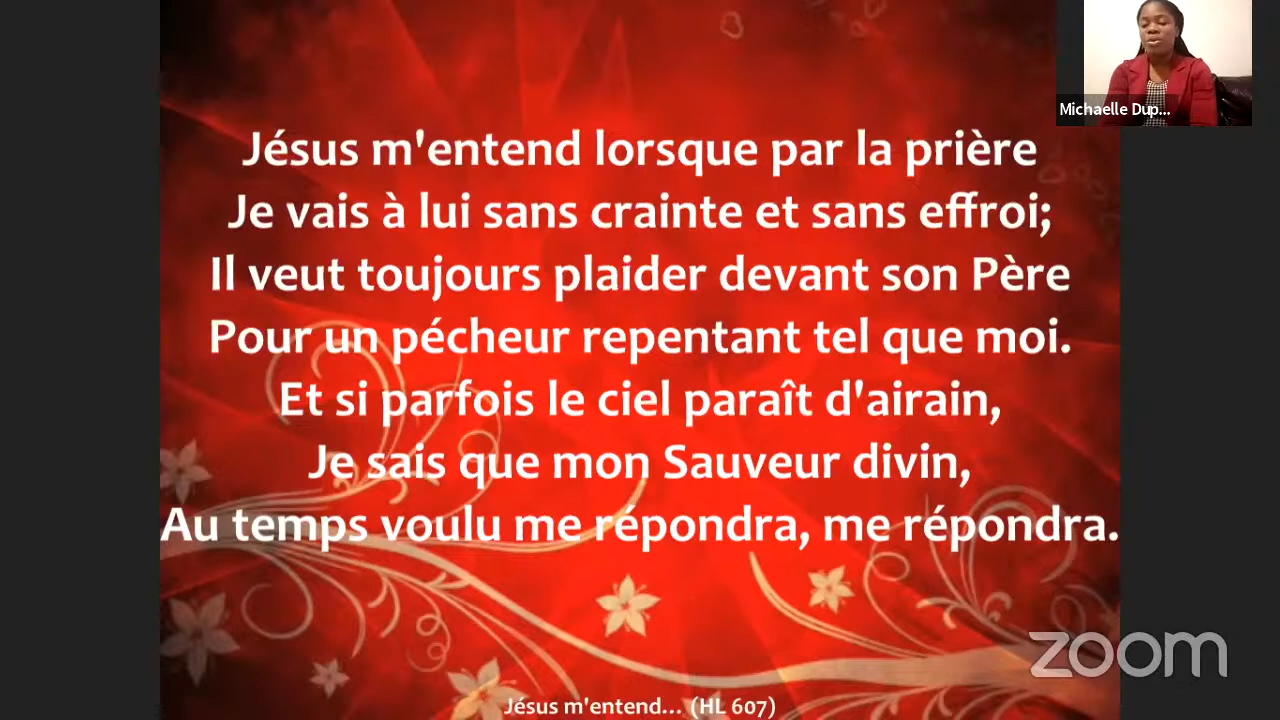 Jésus m'entend lorsque par la prière
Je vais à lui sans crainte et sans effroi;
Il veut toujours plaider devant son Père
Pour un pécheur repentant tel que moi.
Et si parfois le ciel paraît d'airain,
Je sais que mon Sauveur divin,
Au temps voulu me répondra, me répondra.
Jésus m'entend... (HL 607)
Michaelle Dup...
zoom